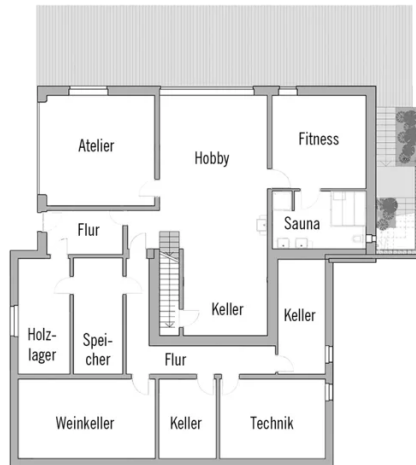 Atelier
Hobby
Fitness
Flur
Sauna
Holz-
lager
Spei-
cher
Keller
Keller
Flur
Weinkeller
Keller
Technik